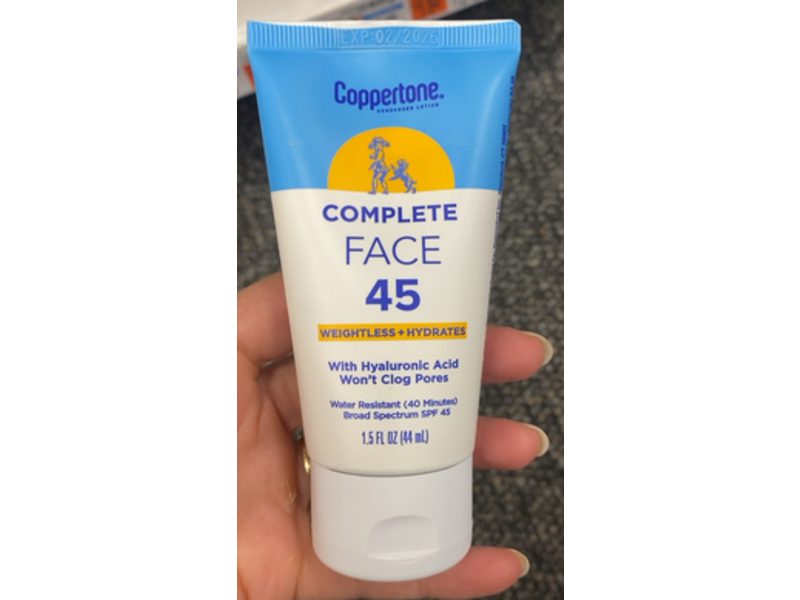 EXP:02/2026
Coppertone.
SUNSCREEN LOTION
COMPLETE
FACE
45
WEIGHTLESS + HYDRATES
With Hyaluronic Acid
Won't Clog Pores
Water Resistant (40 Minutes)
Broad Spectrum SPF 45
1.5 FL OZ (44 mL)